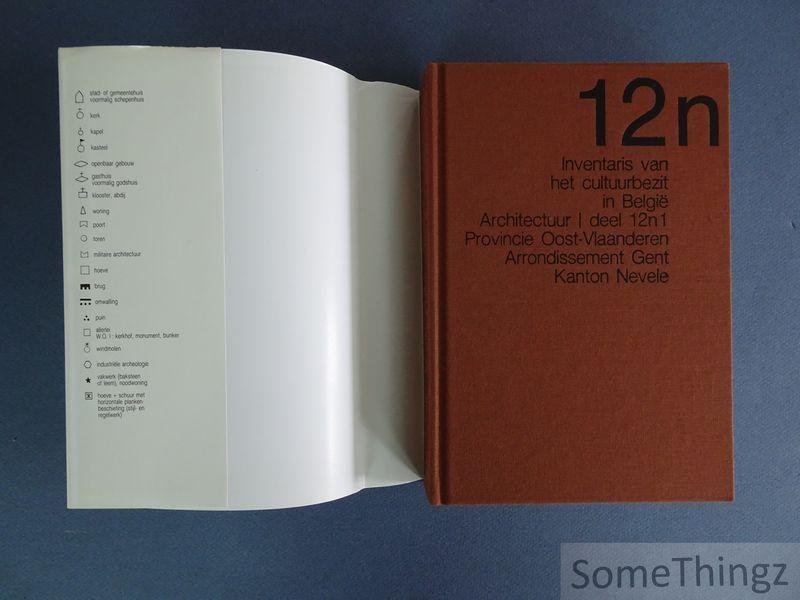 stad- of gemeentehuis
voormalig schepenhuis
kerk
kapel
kasteel
openbaar gebouw
gasthuis
voormalig godshuis
klooster, abdij
woning
poort
toren
militaire architectuur
hoeve
brug
omwalling
puin
allerlei
W.O. I : kerkhof, monument, bunker
windmolen
industriële archeologie
vakwerk (baksteen
of leem), noodwoning
hoeve + schuur met
horizontale planken
beschieting (stijl- en
regelwerk)
12n
Inventaris van
het cultuurbezit
in België
Architectuur | deel 12n1
Provincie Oost-Vlaanderen
Arrondissement Gent
Kanton Nevele
SomeThingz